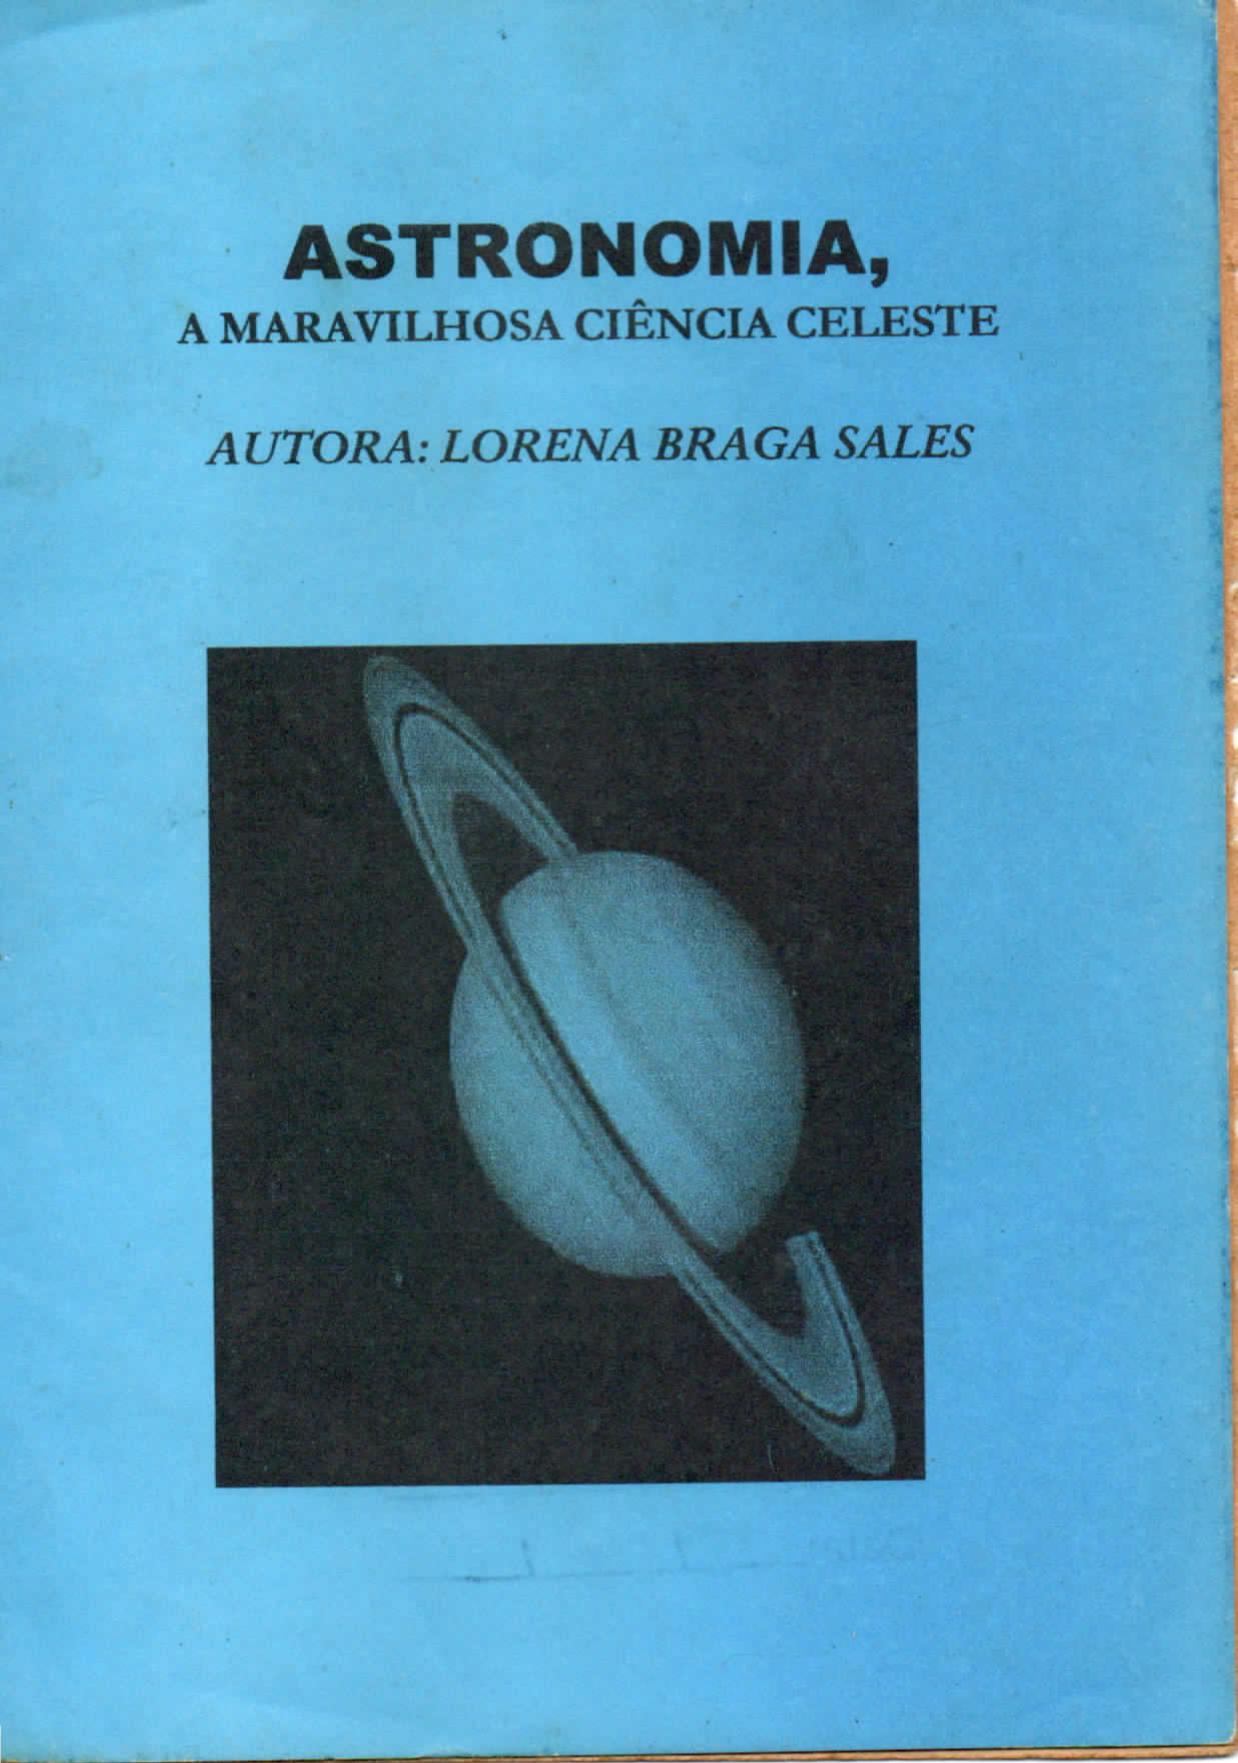 ASTRONOMIA,
A MARAVILHOSA CIÊNCIA CELESTE
AUTORA: LORENA BRAGA SALES